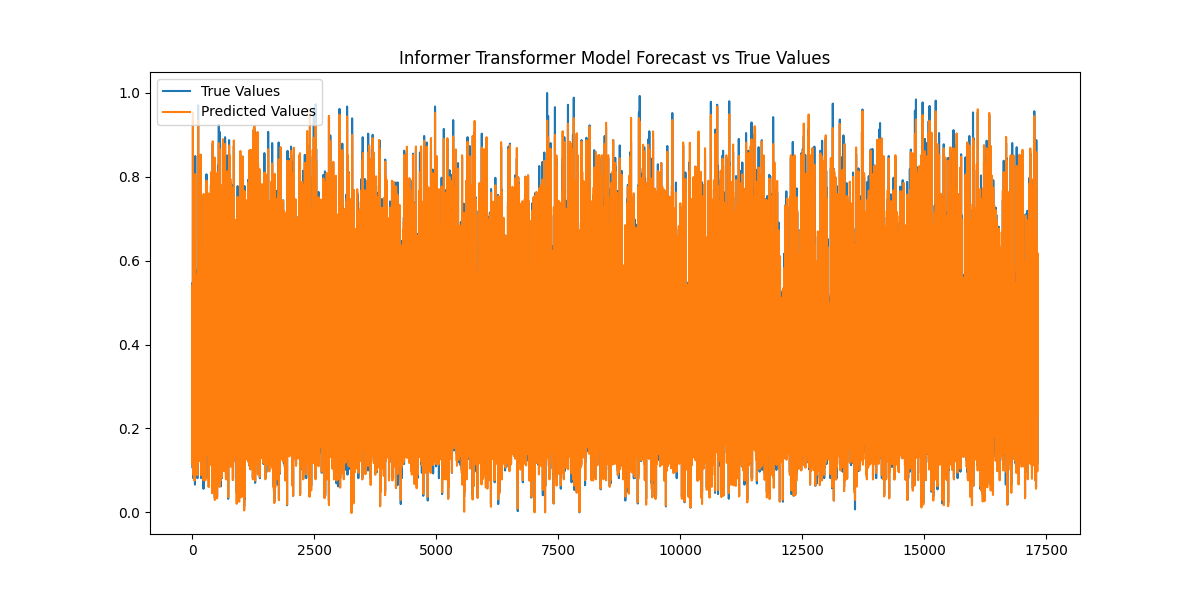 Informer Transformer Model Forecast vs True Values
True Values
Predicted Values
1.0
0.8
0.6
0.4
0.2
0.0
0 2500 5000 7500 10000 12500 15000 17500